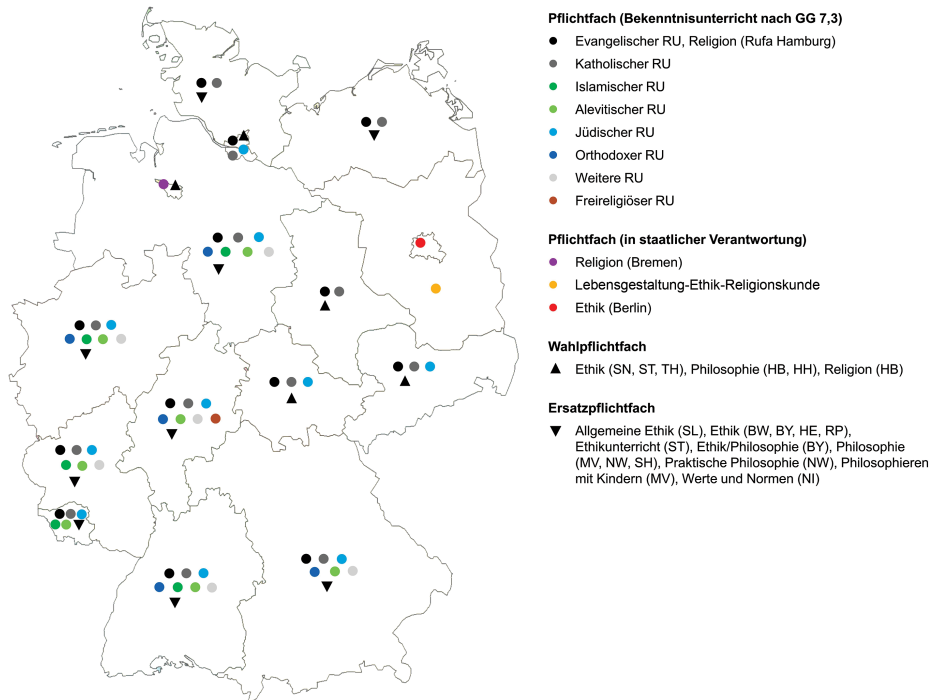 Pflichtfach (Bekenntnisunterricht nach GG 7,3)
Evangelischer RU, Religion (Rufa Hamburg)
Katholischer RU
Islamischer RU
Alevitischer RU
Jüdischer RU
Orthodoxer RU
Weitere RU
Freireligiöser RU
Pflichtfach (in staatlicher Verantwortung)
Religion (Bremen)
Lebensgestaltung-Ethik-Religionskunde
Ethik (Berlin)
Wahlpflichtfach
Ethik (SN, ST, TH), Philosophie (HB, HH), Religion (HB)
Ersatzpflichtfach
Allgemeine Ethik (SL), Ethik (BW, BY, HE, RP),
Ethikunterricht (ST), Ethik/Philosophie (BY), Philosophie
(MV, NW, SH), Praktische Philosophie (NW), Philosophieren
mit Kindern (MV), Werte und Normen (NI)